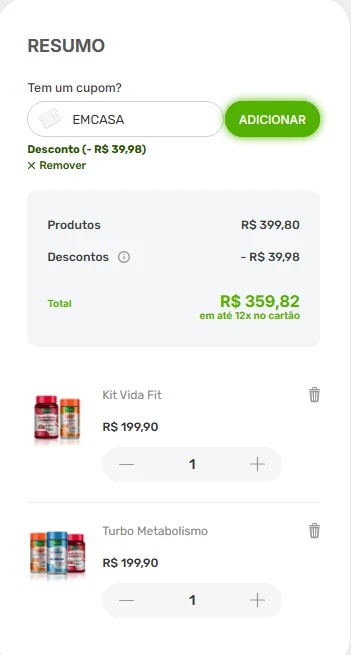 RESUMO
Tem um cupom?
EMCASA
ADICIONAR
Desconto (- R$ 39,98)
Remover
Produtos R$ 399,80
Descontos - R$ 39,98
Total R$ 359,82
em até 12x no cartão
Kit Vida Fit
R$ 199,90
1
Turbo Metabolismo
R$ 199,90
1